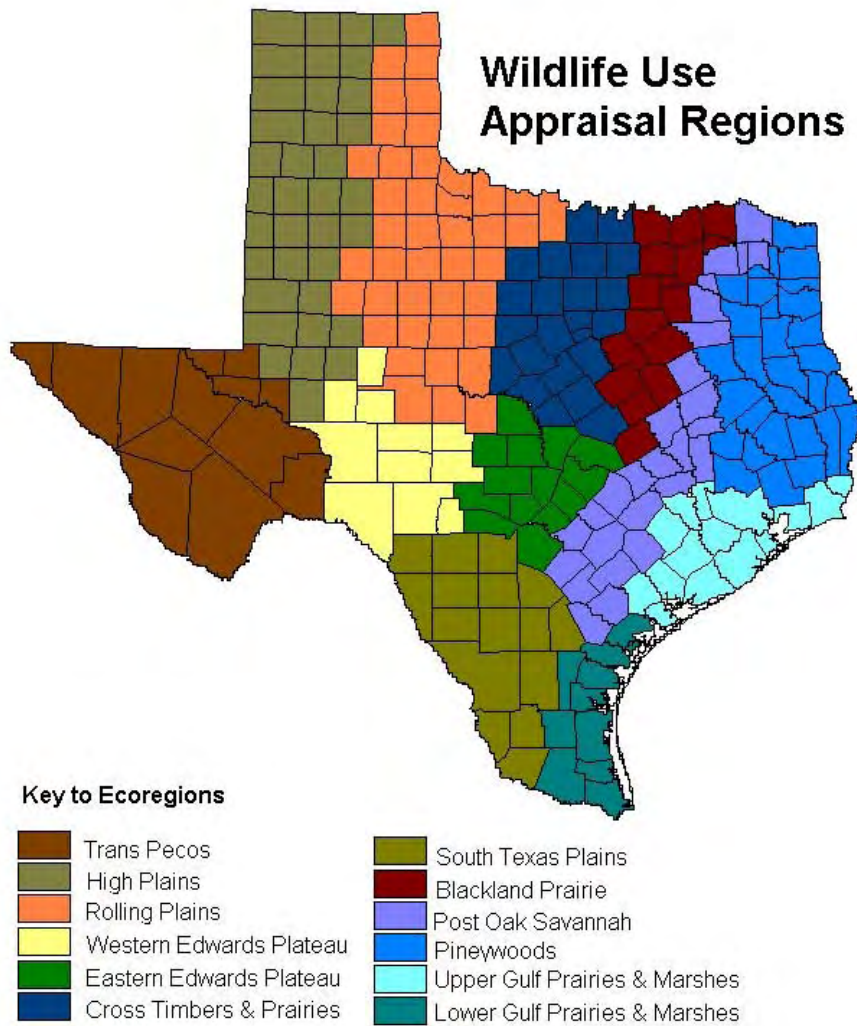 Wildlife Use
Appraisal Regions
Key to Ecoregions
Trans Pecos
High Plains
Rolling Plains
Western Edwards Plateau
Eastern Edwards Plateau
Cross Timbers & Prairies
South Texas Plains
Blackland Prairie
Post Oak Savannah
Pineywoods
Upper Gulf Prairies & Marshes
Lower Gulf Prairies & Marshes